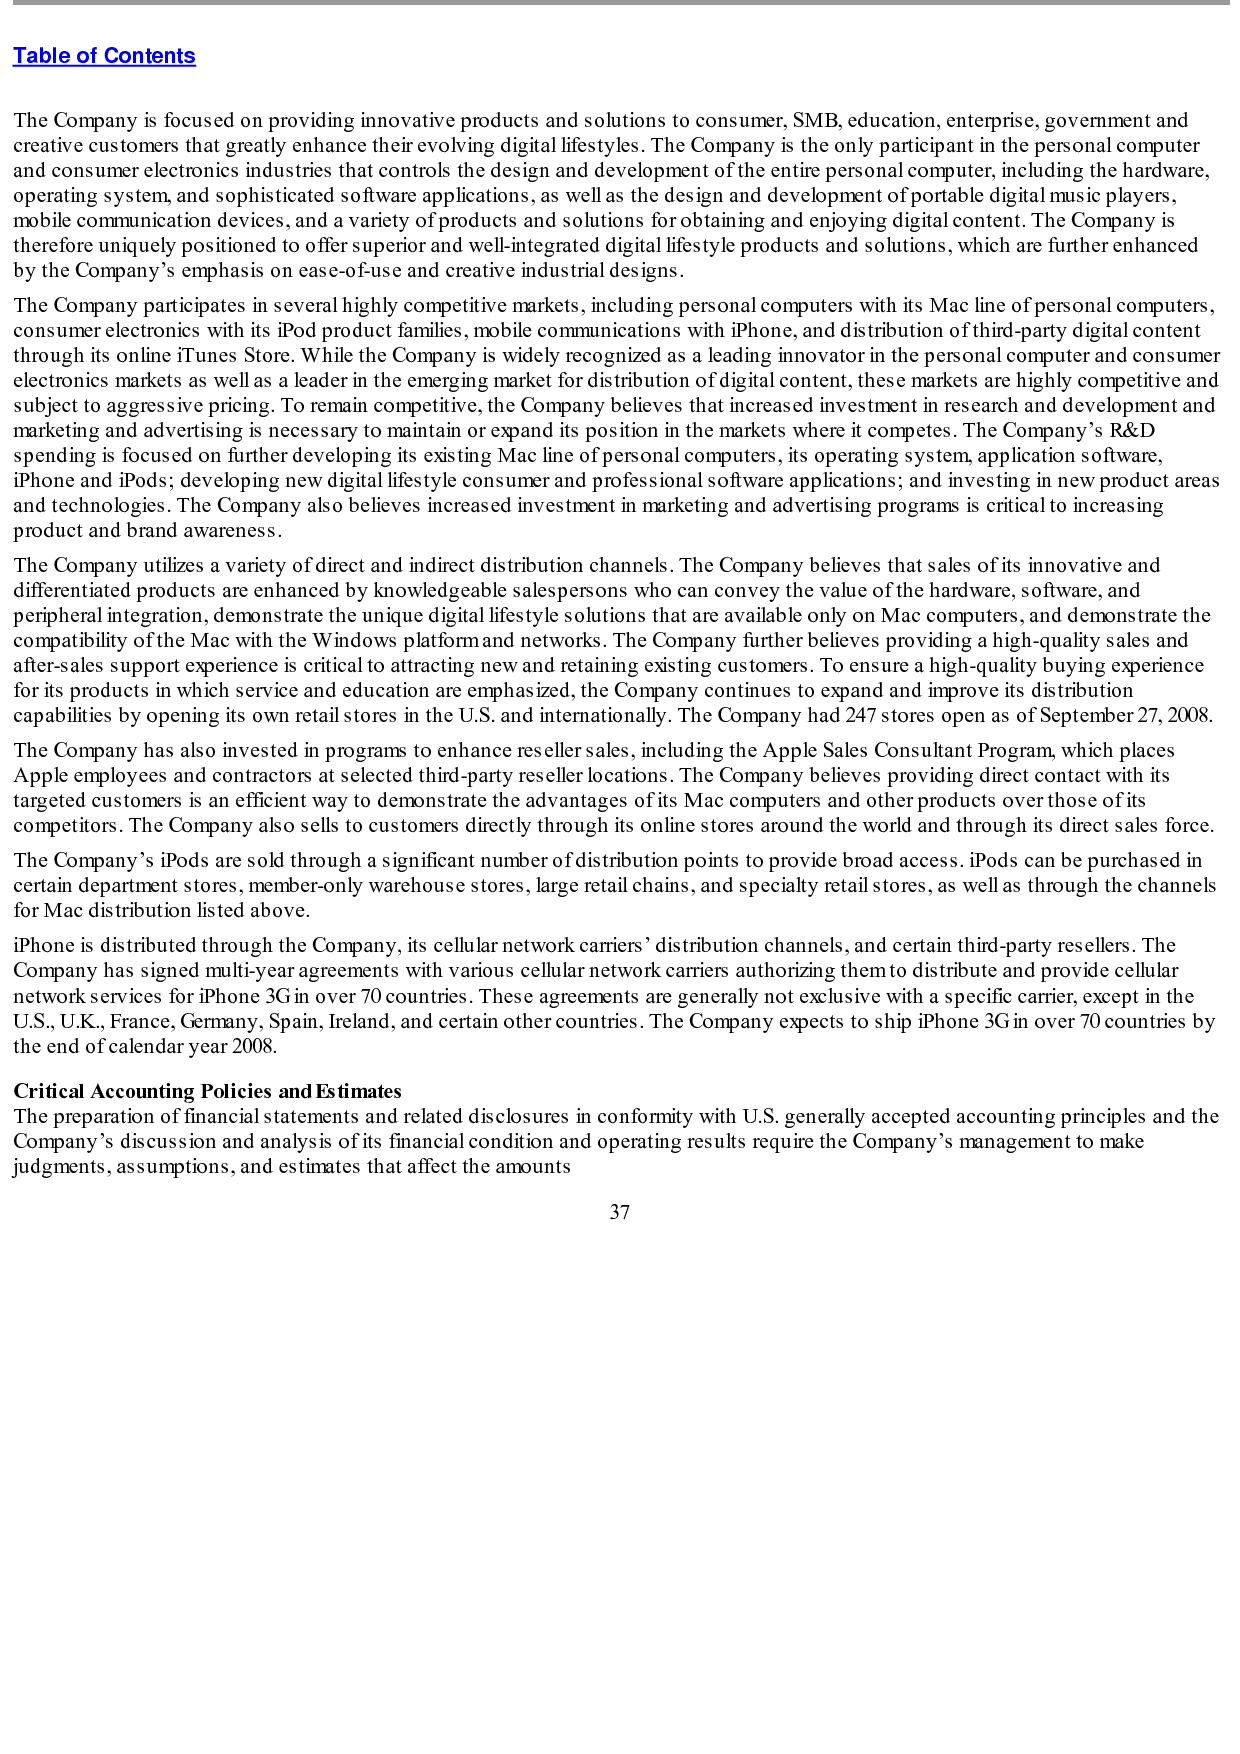 Table of Contents
The Company is focused on providing innovative products and solutions to consumer, SMB, education, enterprise, government and
creative customers that greatly enhance their evolving digital lifestyles. The Company is the only participant in the personal computer
and consumer electronics industries that controls the design and development of the entire personal computer, including the hardware,
operating system, and sophisticated software applications, as well as the design and development of portable digital music players,
mobile communication devices, and a variety of products and solutions for obtaining and enjoying digital content. The Company is
therefore uniquely positioned to offer superior and well-integrated digital lifestyle products and solutions, which are further enhanced
by the Company’s emphasis on ease-of-use and creative industrial designs.
The Company participates in several highly competitive markets, including personal computers with its Mac line of personal computers,
consumer electronics with its iPod product families, mobile communications with iPhone, and distribution of third-party digital content
through its online iTunes Store. While the Company is widely recognized as a leading innovator in the personal computer and consumer
electronics markets as well as a leader in the emerging market for distribution of digital content, these markets are highly competitive and
subject to aggressive pricing. To remain competitive, the Company believes that increased investment in research and development and
marketing and advertising is necessary to maintain or expand its position in the markets where it competes. The Company’s R&D
spending is focused on further developing its existing Mac line of personal computers, its operating system, application software,
iPhone and iPods; developing new digital lifestyle consumer and professional software applications; and investing in new product areas
and technologies. The Company also believes increased investment in marketing and advertising programs is critical to increasing
product and brand awareness.
The Company utilizes a variety of direct and indirect distribution channels. The Company believes that sales of its innovative and
differentiated products are enhanced by knowledgeable salespersons who can convey the value of the hardware, software, and
peripheral integration, demonstrate the unique digital lifestyle solutions that are available only on Mac computers, and demonstrate the
compatibility of the Mac with the Windows platform and networks. The Company further believes providing a high-quality sales and
after-sales support experience is critical to attracting new and retaining existing customers. To ensure a high-quality buying experience
for its products in which service and education are emphasized, the Company continues to expand and improve its distribution
capabilities by opening its own retail stores in the U.S. and internationally. The Company had 247 stores open as of September 27, 2008.
The Company has also invested in programs to enhance reseller sales, including the Apple Sales Consultant Program, which places
Apple employees and contractors at selected third-party reseller locations. The Company believes providing direct contact with its
targeted customers is an efficient way to demonstrate the advantages of its Mac computers and other products over those of its
competitors. The Company also sells to customers directly through its online stores around the world and through its direct sales force.
The Company’s iPods are sold through a significant number of distribution points to provide broad access. iPods can be purchased in
certain department stores, member-only warehouse stores, large retail chains, and specialty retail stores, as well as through the channels
for Mac distribution listed above.
iPhone is distributed through the Company, its cellular network carriers’ distribution channels, and certain third-party resellers. The
Company has signed multi-year agreements with various cellular network carriers authorizing them to distribute and provide cellular
network services for iPhone 3G in over 70 countries. These agreements are generally not exclusive with a specific carrier, except in the
U.S., U.K., France, Germany, Spain, Ireland, and certain other countries. The Company expects to ship iPhone 3G in over 70 countries by
the end of calendar year 2008.
Critical Accounting Policies and Estimates
The preparation of financial statements and related disclosures in conformity with U.S. generally accepted accounting principles and the
Company’s discussion and analysis of its financial condition and operating results require the Company’s management to make
judgments, assumptions, and estimates that affect the amounts
37